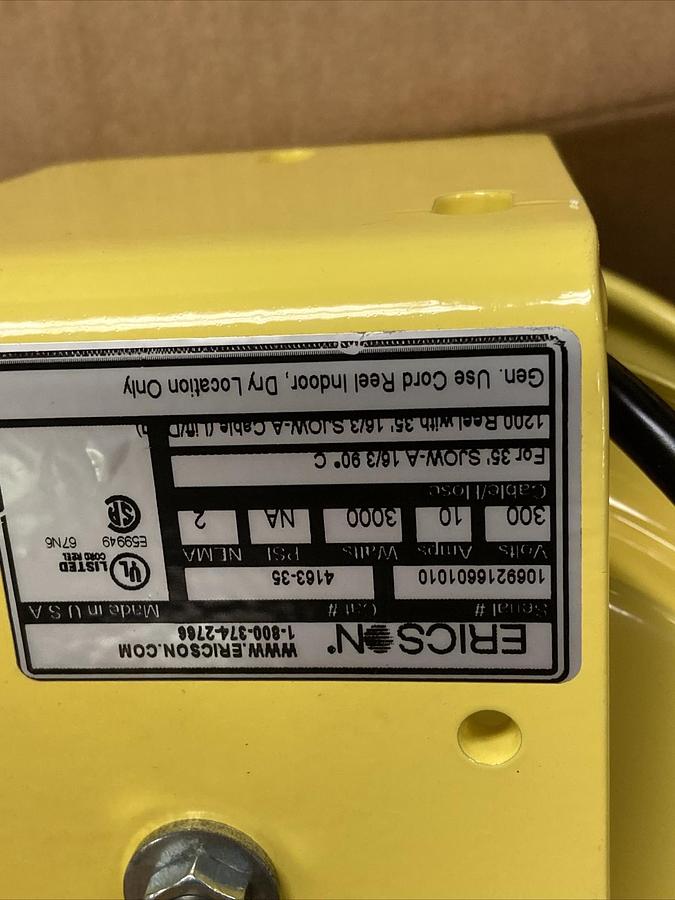 ERICSON®
WWW.ERICSON.COM
1-800-374-2766
Serial # Cat # Made in U S A
1069216601010 4163-35
UL LISTED
CORD REEL
E59949 67N6
Volts Amps Watts PSI NEMA
300 10 3000 NA 2
Cable/Hose
For 35' SJOW-A 16/3 90° C
1200 Reel with 35' 16/3 SJOW-A Cable (Lift/D
Gen. Use Cord Reel Indoor, Dry Location Only